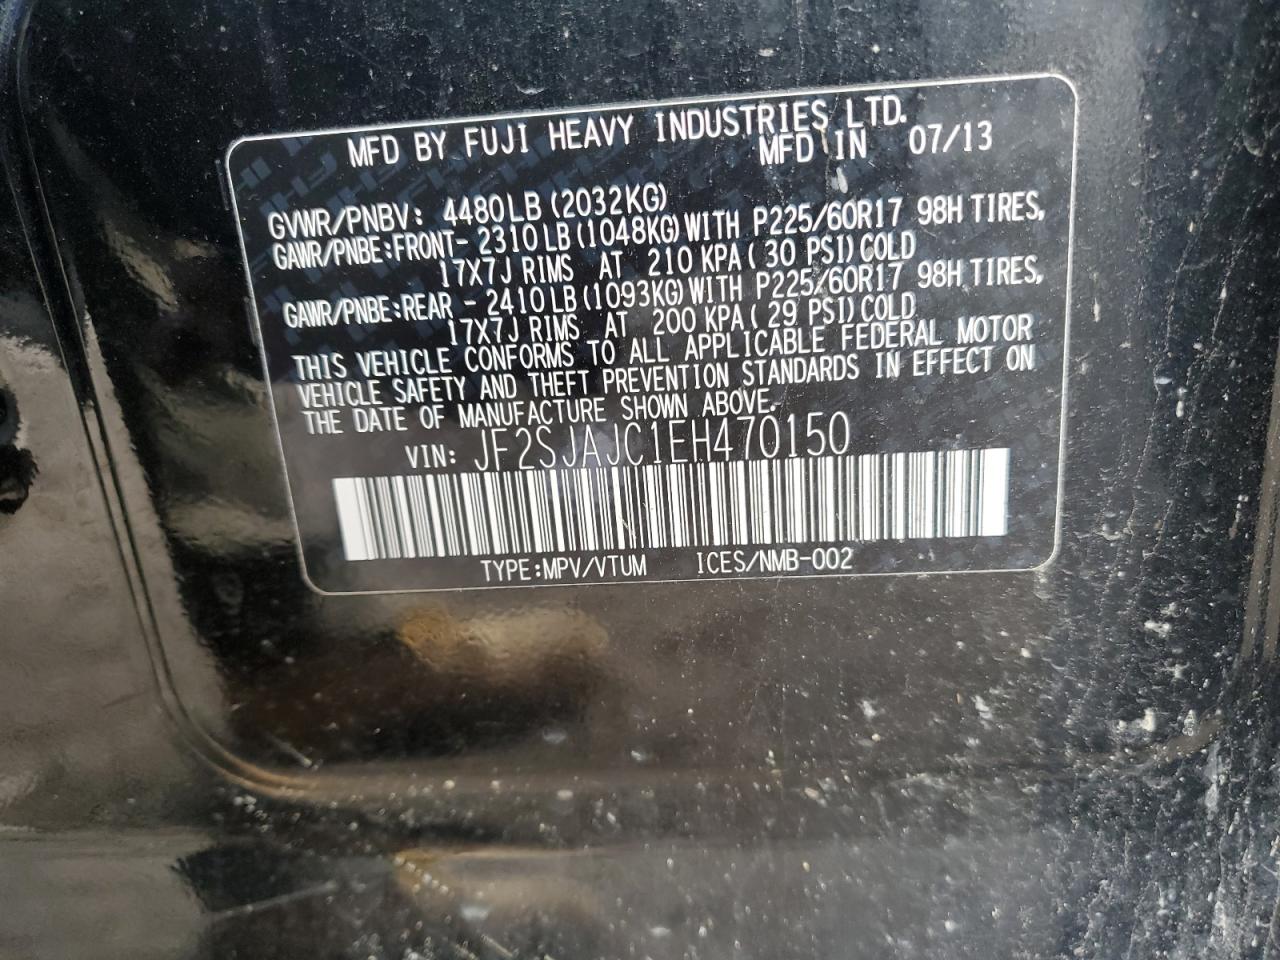 MFD BY FUJI HEAVY INDUSTRIES LTD.
MFD IN 07/13
GVWR/PNBV: 4480LB (2032KG)
GAWR/PNBE:FRONT- 2310 LB (1048KG) WITH P225/60R17 98H TIRES,
17X7J RIMS AT 210 KPA ( 30 PSI) COLD
GAWR/PNBE:REAR - 2410 LB (1093KG) WITH P225/60R17 98H TIRES,
17X7J RIMS AT 200 KPA ( 29 PSI) COLD
THIS VEHICLE CONFORMS TO ALL APPLICABLE FEDERAL MOTOR
VEHICLE SAFETY AND THEFT PREVENTION STANDARDS IN EFFECT ON
THE DATE OF MANUFACTURE SHOWN ABOVE.
VIN: JF2SJAJC1EH470150
TYPE:MPV/VTUM ICES/NMB-002